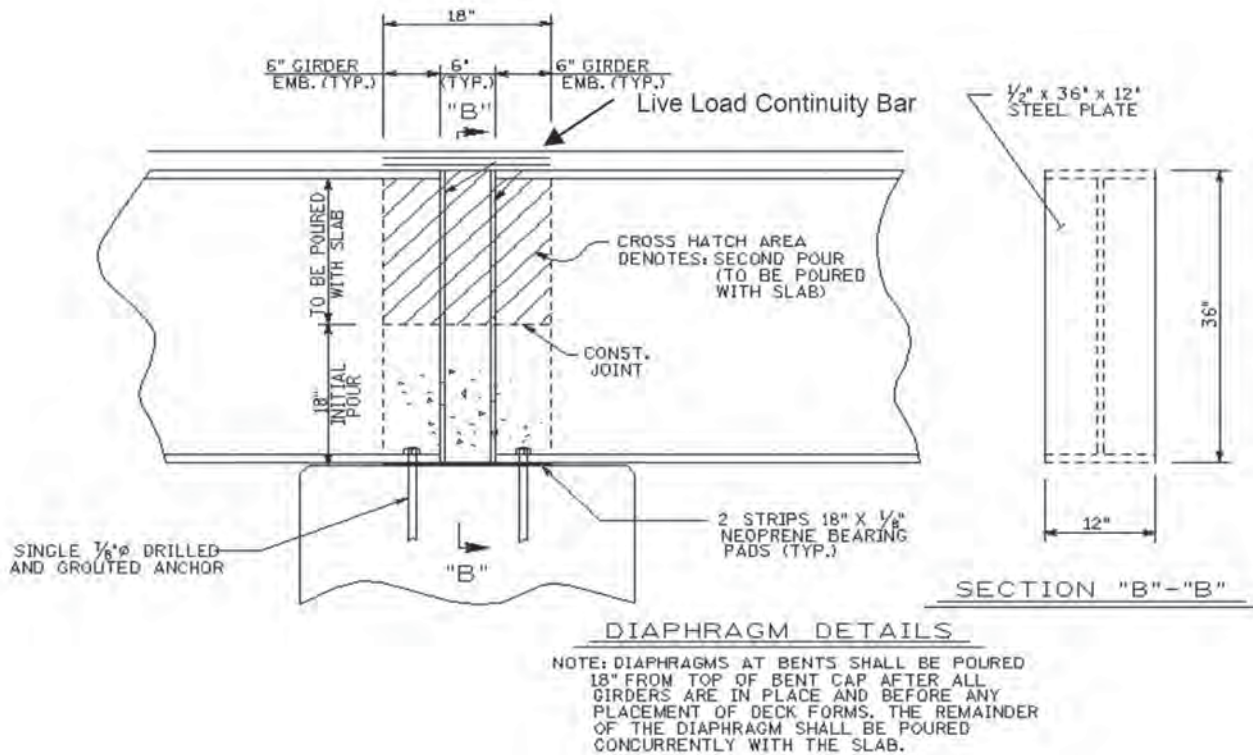 18"
6" GIRDER
EMB. (TYP.)
6"
(TYP.)
6" GIRDER
EMB. (TYP.)
"B"
Live Load Continuity Bar
1/2" x 36" x 12"
STEEL PLATE
TO BE POURED
WITH SLAB
CROSS HATCH AREA
DENOTES: SECOND POUR
(TO BE POURED
WITH SLAB)
CONST.
JOINT
18"
INITIAL
POUR
36"
SINGLE 7/8"Ø DRILLED
AND GROUTED ANCHOR
"B"
2 STRIPS 18" X 1/8"
NEOPRENE BEARING
PADS (TYP.)
12"
SECTION "B"-"B"
DIAPHRAGM DETAILS
NOTE: DIAPHRAGMS AT BENTS SHALL BE POURED
18" FROM TOP OF BENT CAP AFTER ALL
GIRDERS ARE IN PLACE AND BEFORE ANY
PLACEMENT OF DECK FORMS. THE REMAINDER
OF THE DIAPHRAGM SHALL BE POURED
CONCURRENTLY WITH THE SLAB.